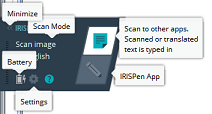 Minimize
IRIS
Scan Mode
Scan image
glish
Battery
Settings
Scan to other apps.
Scanned or translated
text is typed in
IRISPen App